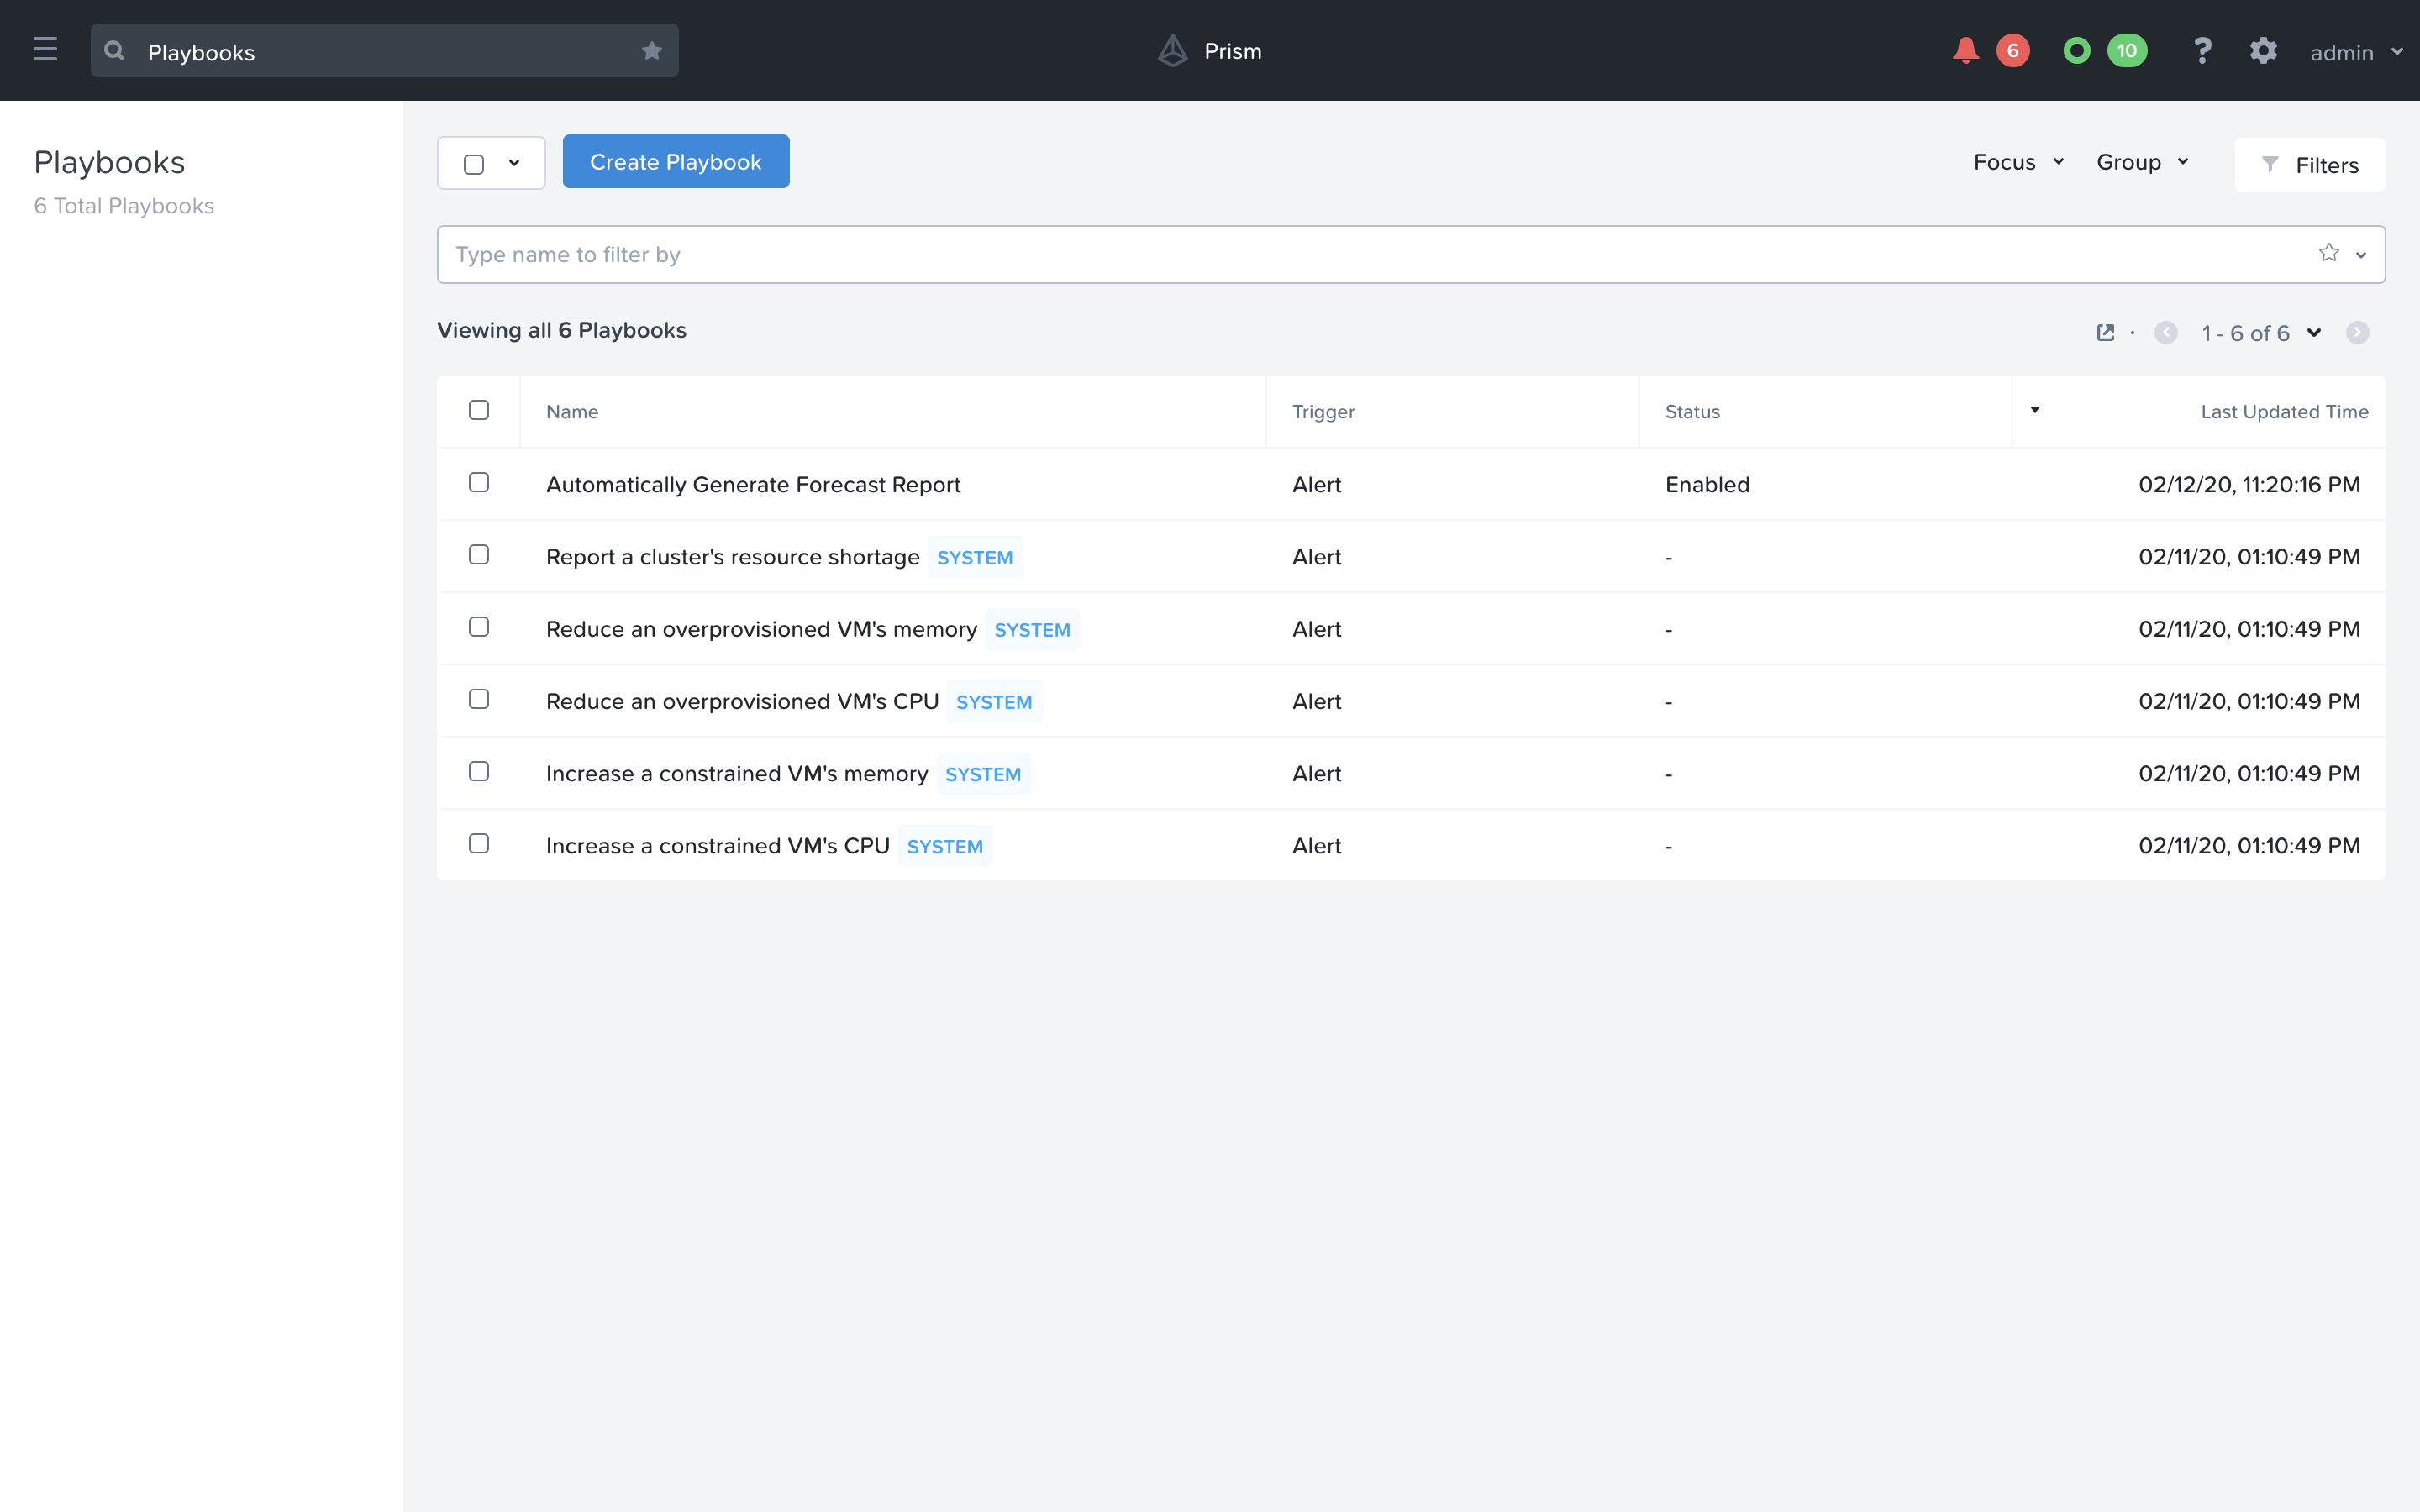 Playbooks
Prism
6
10
?
admin
Playbooks
6 Total Playbooks
Create Playbook
Focus
Group
Filters
Type name to filter by
Viewing all 6 Playbooks
1 - 6 of 6
Name Trigger Status Last Updated Time
Automatically Generate Forecast Report Alert Enabled 02/12/20, 11:20:16 PM
Report a cluster's resource shortage SYSTEM Alert - 02/11/20, 01:10:49 PM
Reduce an overprovisioned VM's memory SYSTEM Alert - 02/11/20, 01:10:49 PM
Reduce an overprovisioned VM's CPU SYSTEM Alert - 02/11/20, 01:10:49 PM
Increase a constrained VM's memory SYSTEM Alert - 02/11/20, 01:10:49 PM
Increase a constrained VM's CPU SYSTEM Alert - 02/11/20, 01:10:49 PM